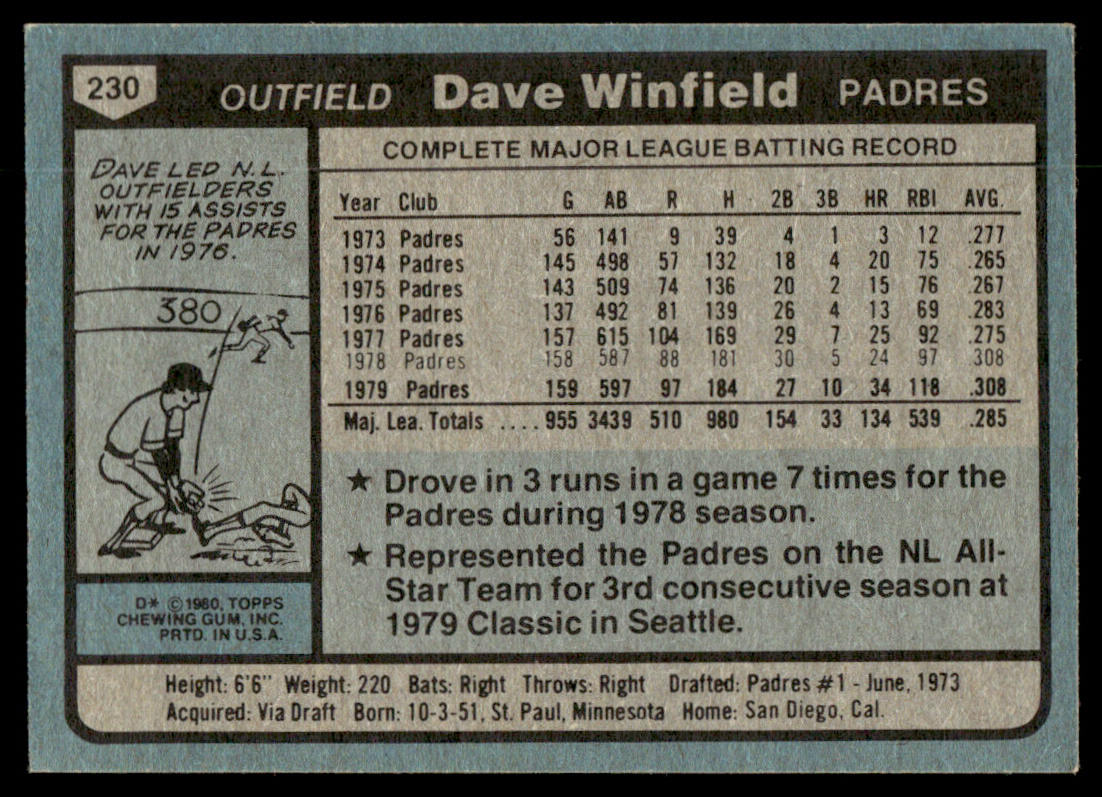 230 OUTFIELD Dave Winfield PADRES
DAVE LED N.L.
OUTFIELDERS
WITH 15 ASSISTS
FOR THE PADRES
IN 1976.
380
D* ©1980, TOPPS
CHEWING GUM, INC.
PRTD. IN U.S.A.
COMPLETE MAJOR LEAGUE BATTING RECORD
Year Club G AB R H 2B 3B HR RBI AVG.
1973 Padres 56 141 9 39 4 1 3 12 .277
1974 Padres 145 498 57 132 18 4 20 75 .265
1975 Padres 143 509 74 136 20 2 15 76 .267
1976 Padres 137 492 81 139 26 4 13 69 .283
1977 Padres 157 615 104 169 29 7 25 92 .275
1978 Padres 158 587 88 181 30 5 24 97 .308
1979 Padres 159 597 97 184 27 10 34 118 .308
Maj. Lea. Totals ....955 3439 510 980 154 33 134 539 .285
★ Drove in 3 runs in a game 7 times for the
Padres during 1978 season.
★ Represented the Padres on the NL All-
Star Team for 3rd consecutive season at
1979 Classic in Seattle.
Height: 6'6" Weight: 220 Bats: Right Throws: Right Drafted: Padres #1 - June, 1973
Acquired: Via Draft Born: 10-3-51, St. Paul, Minnesota Home: San Diego, Cal.